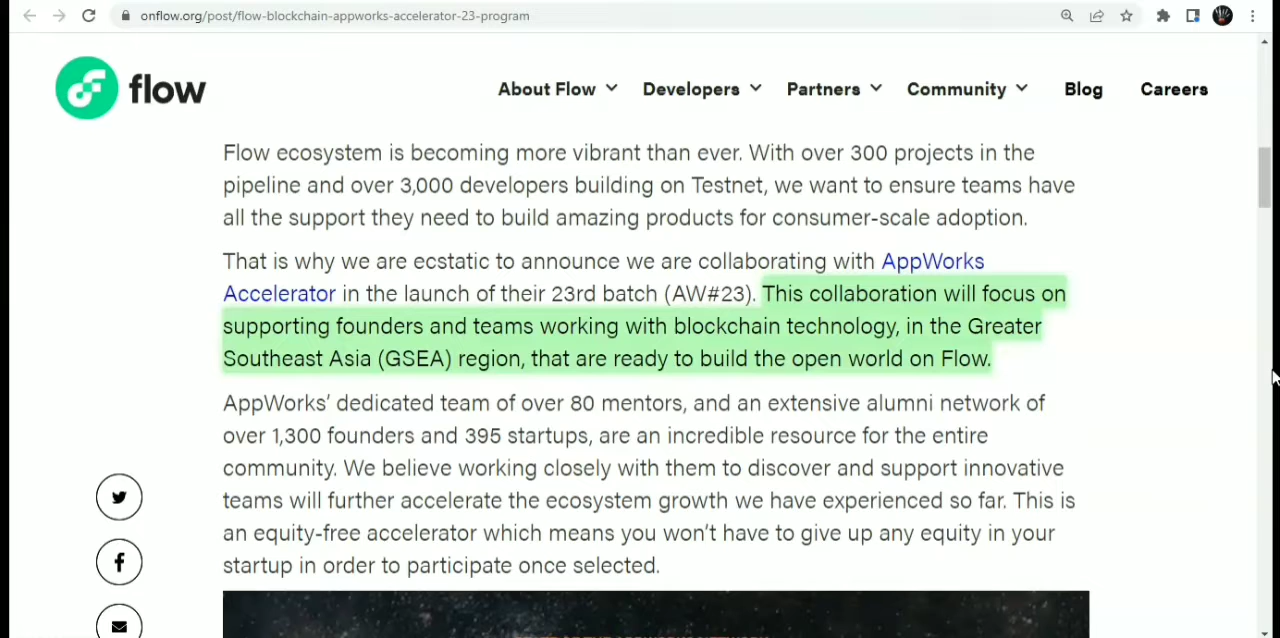 onflow.org/post/flow-blockchain-appworks-accelerator-23-program
flow
About Flow Developers Partners Community Blog Careers
Flow ecosystem is becoming more vibrant than ever. With over 300 projects in the
pipeline and over 3,000 developers building on Testnet, we want to ensure teams have
all the support they need to build amazing products for consumer-scale adoption.
That is why we are ecstatic to announce we are collaborating with AppWorks
Accelerator in the launch of their 23rd batch (AW#23). This collaboration will focus on
supporting founders and teams working with blockchain technology, in the Greater
Southeast Asia (GSEA) region, that are ready to build the open world on Flow.
AppWorks’ dedicated team of over 80 mentors, and an extensive alumni network of
over 1,300 founders and 395 startups, are an incredible resource for the entire
community. We believe working closely with them to discover and support innovative
teams will further accelerate the ecosystem growth we have experienced so far. This is
an equity-free accelerator which means you won’t have to give up any equity in your
startup in order to participate once selected.